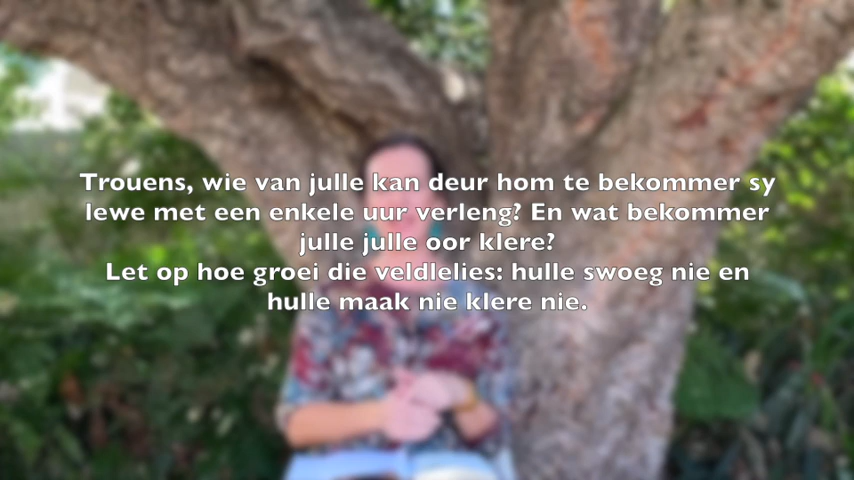 Trouens, wie van julle kan deur hom te bekommer sy
lewe met een enkele uur verleng? En wat bekommer
julle julle oor klere?
Let op hoe groei die veldlelies: hulle swoeg nie en
hulle maak nie klere nie.